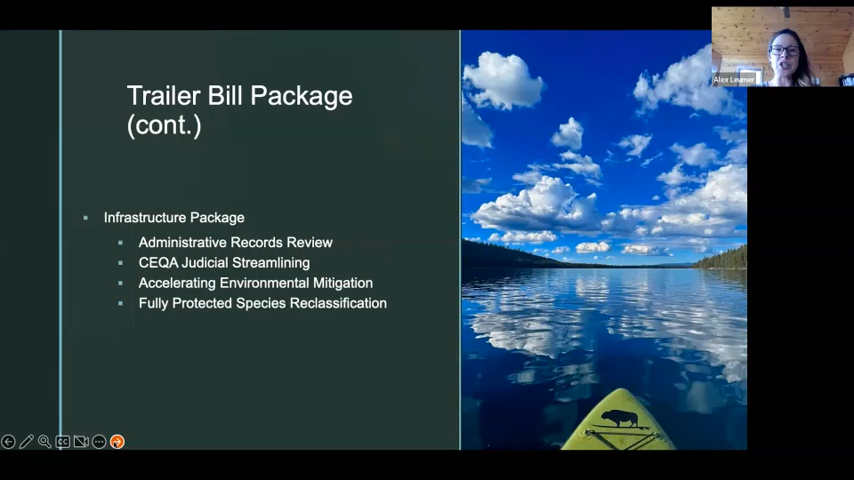 Trailer Bill Package
(cont.)
Infrastructure Package
Administrative Records Review
CEQA Judicial Streamlining
Accelerating Environmental Mitigation
Fully Protected Species Reclassification
Alex Leumer
CC